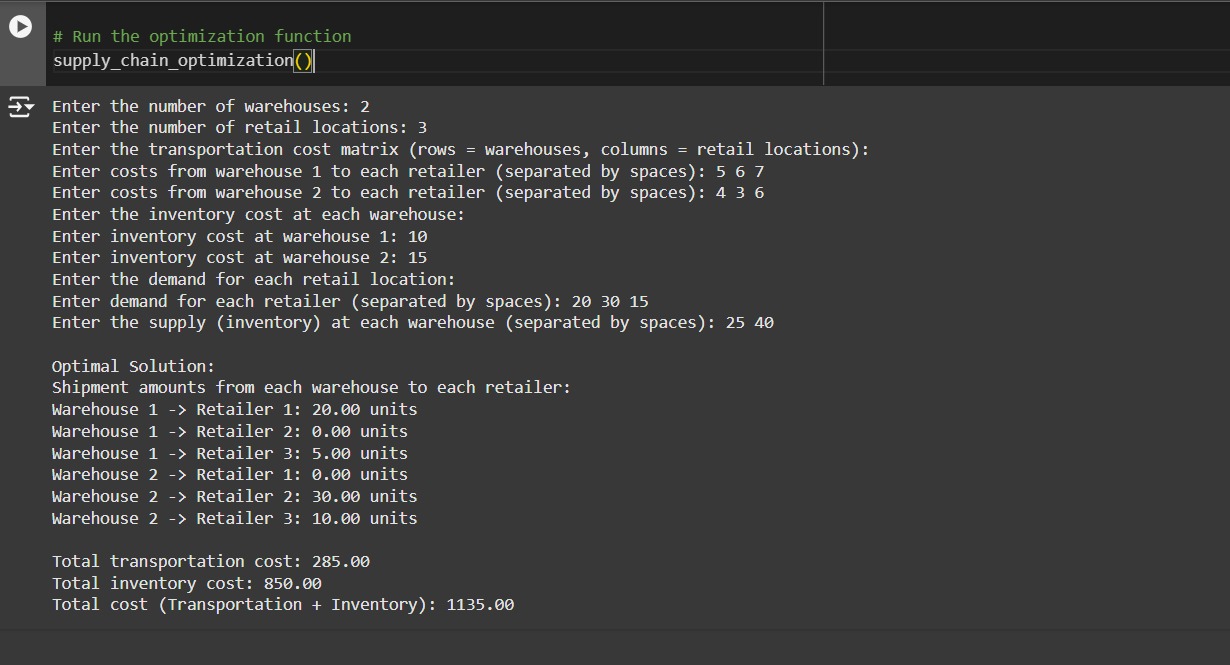 # Run the optimization function
supply_chain_optimization()
Enter the number of warehouses: 2
Enter the number of retail locations: 3
Enter the transportation cost matrix (rows = warehouses, columns = retail locations):
Enter costs from warehouse 1 to each retailer (separated by spaces): 5 6 7
Enter costs from warehouse 2 to each retailer (separated by spaces): 4 3 6
Enter the inventory cost at each warehouse:
Enter inventory cost at warehouse 1: 10
Enter inventory cost at warehouse 2: 15
Enter the demand for each retail location:
Enter demand for each retailer (separated by spaces): 20 30 15
Enter the supply (inventory) at each warehouse (separated by spaces): 25 40

Optimal Solution:
Shipment amounts from each warehouse to each retailer:
Warehouse 1 -> Retailer 1: 20.00 units
Warehouse 1 -> Retailer 2: 0.00 units
Warehouse 1 -> Retailer 3: 5.00 units
Warehouse 2 -> Retailer 1: 0.00 units
Warehouse 2 -> Retailer 2: 30.00 units
Warehouse 2 -> Retailer 3: 10.00 units

Total transportation cost: 285.00
Total inventory cost: 850.00
Total cost (Transportation + Inventory): 1135.00